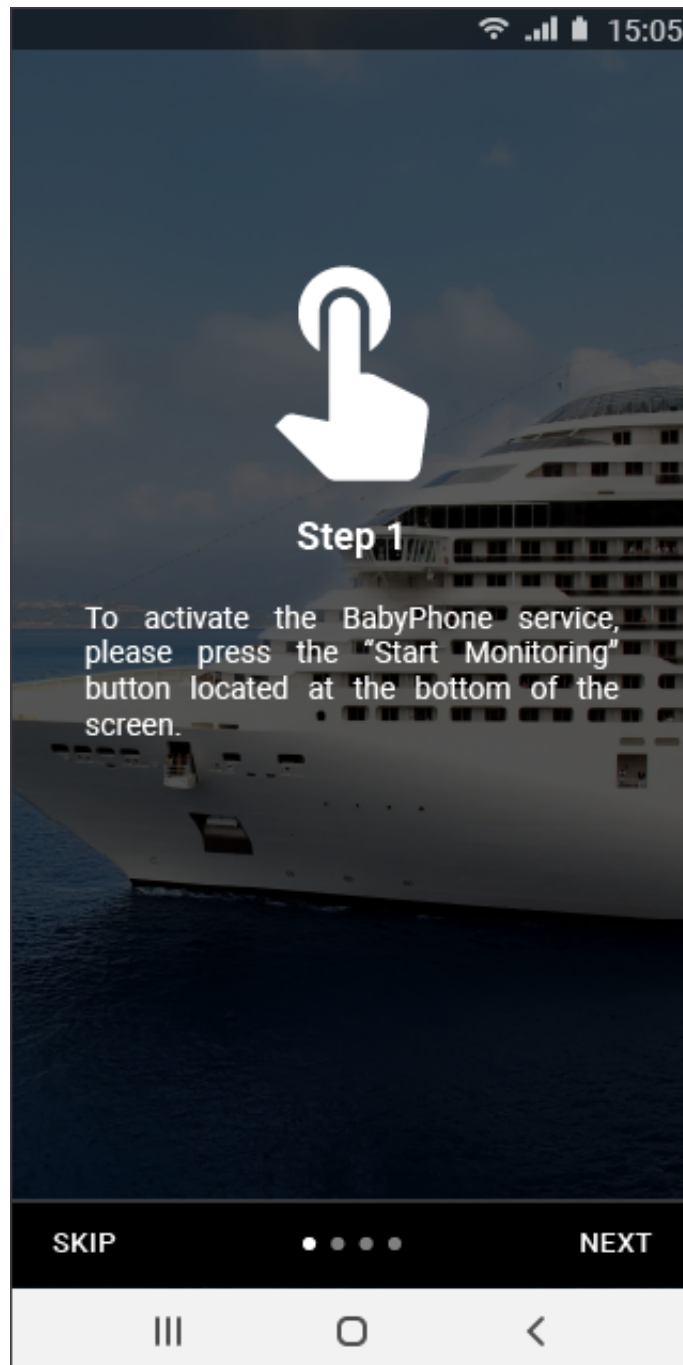 15:05
Step 1
To activate the BabyPhone service,
please press the “Start Monitoring”
button located at the bottom of the
screen.
SKIP
NEXT